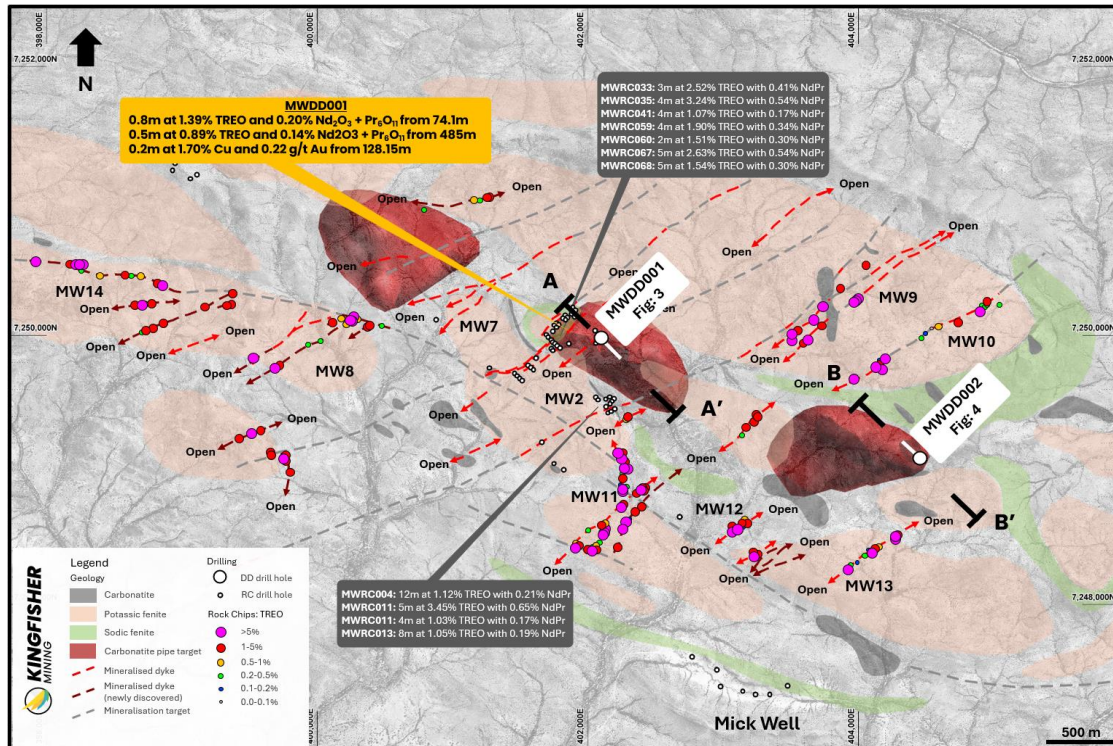 398,000E
400,000E
402,000E
404,000E
7,252,000N
7,252,000N
N
MWDD001
0.8m at 1.39% TREO and 0.20% Nd₂O₃ + Pr₆O₁₁ from 74.1m
0.5m at 0.89% TREO and 0.14% Nd2O3 + Pr₆O₁₁ from 485m
0.2m at 1.70% Cu and 0.22 g/t Au from 128.15m
MWRC033: 3m at 2.52% TREO with 0.41% NdPr
MWRC035: 4m at 3.24% TREO with 0.54% NdPr
MWRC041: 4m at 1.07% TREO with 0.17% NdPr
MWRC059: 4m at 1.90% TREO with 0.34% NdPr
MWRC060: 2m at 1.51% TREO with 0.30% NdPr
MWRC067: 5m at 2.63% TREO with 0.54% NdPr
MWRC068: 5m at 1.54% TREO with 0.30% NdPr
Open
Open
Open
Open
Open
Open
Open
Open
MW14
Open
Open
Open
A
MWDD001
Fig: 3
Open
MW9
MW10
7,250,000N
7,250,000N
MW7
Open
Open
MW8
Open
Open
Open
MW2
A'
Open
B
MWDD002
Fig: 4
Open
Open
Open
Open
Open
Open
MW11
MW12
Open
Open
B'
Open
Open
Open
MW13
7,248,000N
MWRC004: 12m at 1.12% TREO with 0.21% NdPr
MWRC011: 5m at 3.45% TREO with 0.65% NdPr
MWRC011: 4m at 1.03% TREO with 0.17% NdPr
MWRC013: 8m at 1.05% TREO with 0.19% NdPr
KINGFISHER
MINING
Legend
Geology
Carbonatite
Potassic fenite
Sodic fenite
Carbonatite pipe target
Mineralised dyke
Mineralised dyke
(newly discovered)
Mineralisation target
Drilling
DD drill hole
RC drill hole
Rock Chips: TREO
>5%
1-5%
0.5-1%
0.2-0.5%
0.1-0.2%
0.0-0.1%
400,000E
402,000E
404,000E
Mick Well
500 m